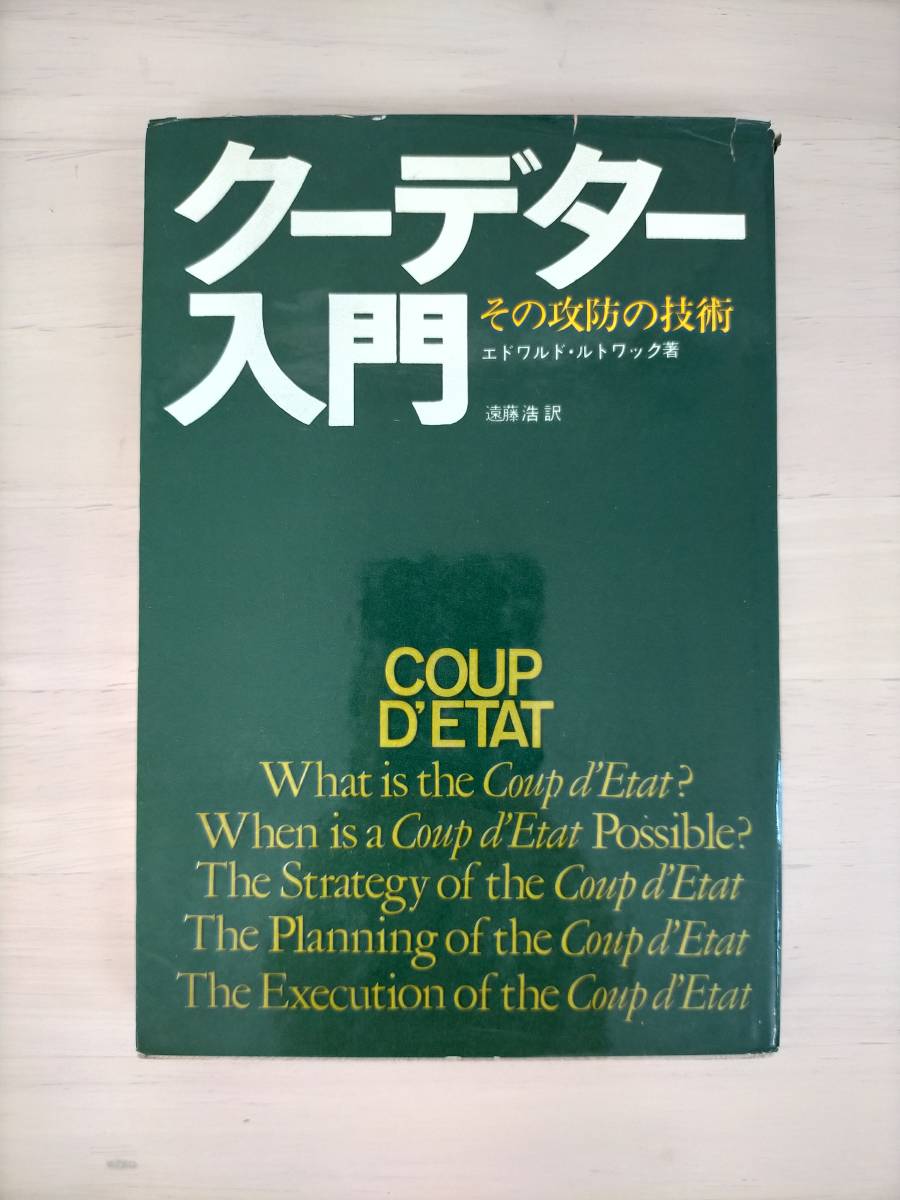 クーデター
入門
その攻防の技術
エドワルド・ルトワック著
遠藤浩訳
COUP
D'ETAT
What is the Coup d'Etat?
When is a Coup d'Etat Possible?
The Strategy of the Coup d'Etat
The Planning of the Coup d'Etat
The Execution of the Coup d'Etat